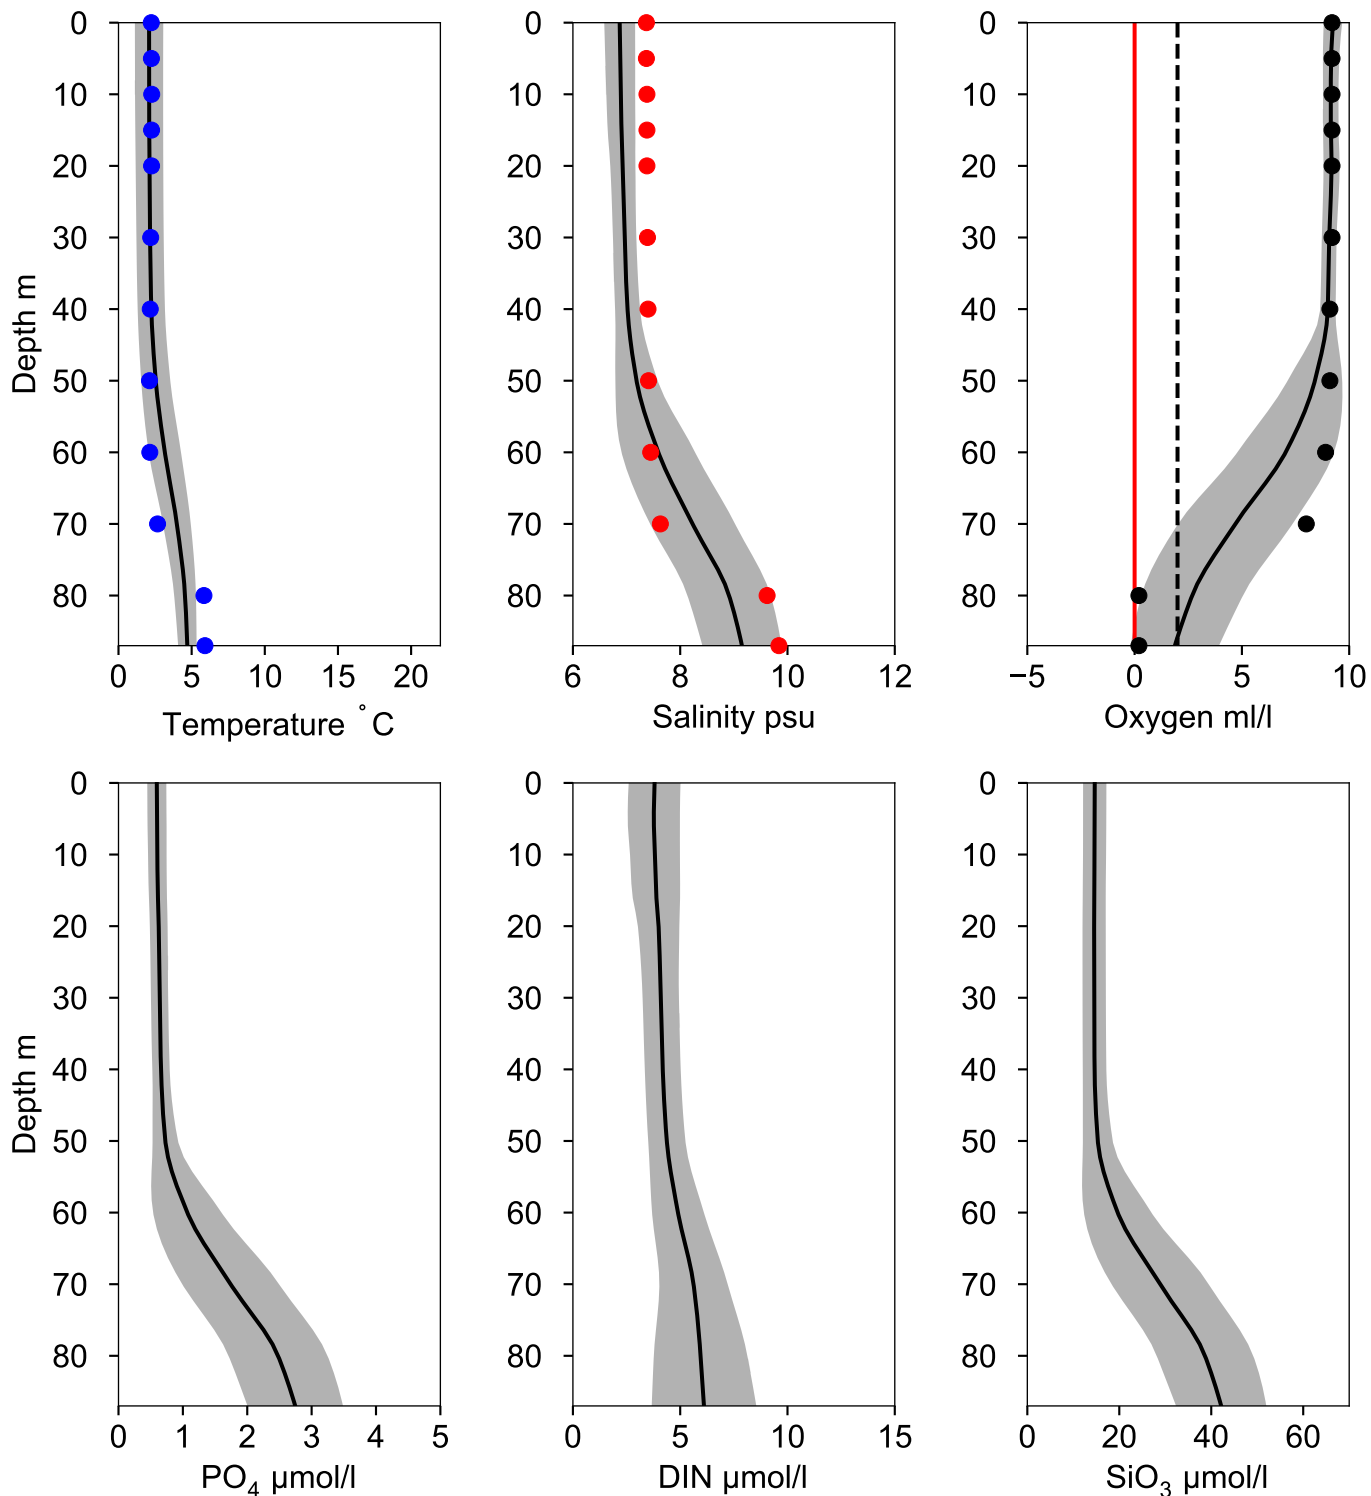 0 0 0
10 10 10
20 20 20
30 30 30
40 40 40
50 50 50
60 60 60
70 70 70
80 80 80
Depth m
0 5 10 15 20 6 8 10 12 −5 0 5 10
Temperature °C Salinity psu Oxygen ml/l
0 0 0
10 10 10
20 20 20
30 30 30
40 40 40
50 50 50
60 60 60
70 70 70
80 80 80
Depth m
0 1 2 3 4 5 0 5 10 15 0 20 40 60
PO₄ µmol/l DIN µmol/l SiO₃ µmol/l